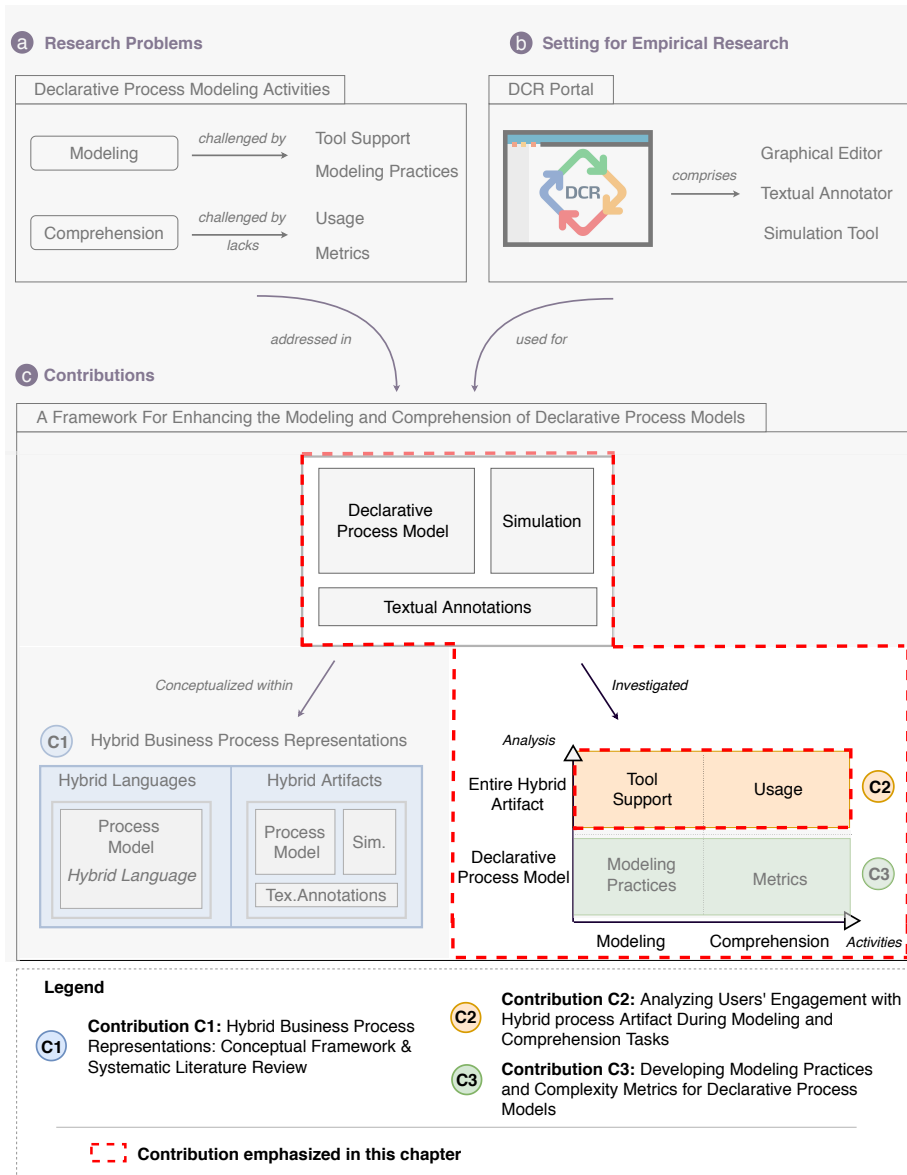 a Research Problems
b Setting for Empirical Research
Declarative Process Modeling Activities
Modeling
challenged by
Tool Support
Modeling Practices
Comprehension
challenged by
lacks
Usage
Metrics
DCR Portal
DCR
comprises
Graphical Editor
Textual Annotator
Simulation Tool
addressed in
used for
c Contributions
A Framework For Enhancing the Modeling and Comprehension of Declarative Process Models
Declarative
Process Model
Simulation
Textual Annotations
Conceptualized within
Investigated
C1 Hybrid Business Process Representations
Hybrid Languages
Process
Model
Hybrid Language
Hybrid Artifacts
Process
Model
Sim.
Tex.Annotations
Analysis
Entire Hybrid
Artifact
Tool
Support
Usage
C2
Declarative
Process Model
Modeling
Practices
Metrics
C3
Modeling
Comprehension
Activities
Legend
C1
Contribution C1: Hybrid Business Process
Representations: Conceptual Framework &
Systematic Literature Review
C2
Contribution C2: Analyzing Users' Engagement with
Hybrid process Artifact During Modeling and
Comprehension Tasks
C3
Contribution C3: Developing Modeling Practices
and Complexity Metrics for Declarative Process
Models
Contribution emphasized in this chapter